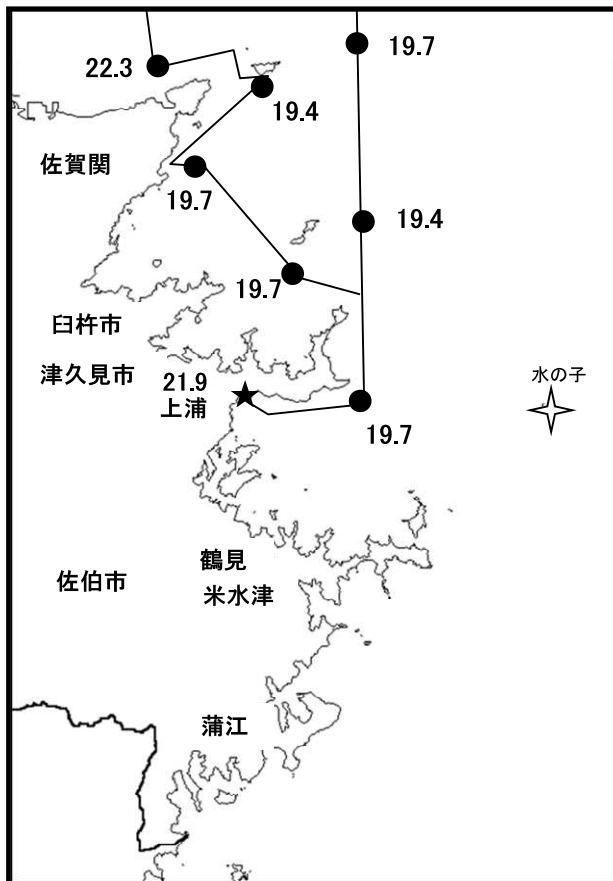 19.7
22.3
19.4
佐賀関
19.7
19.4
19.7
臼杵市
津久見市
21.9
上浦
水の子
19.7
鶴見
佐伯市
米水津
蒲江